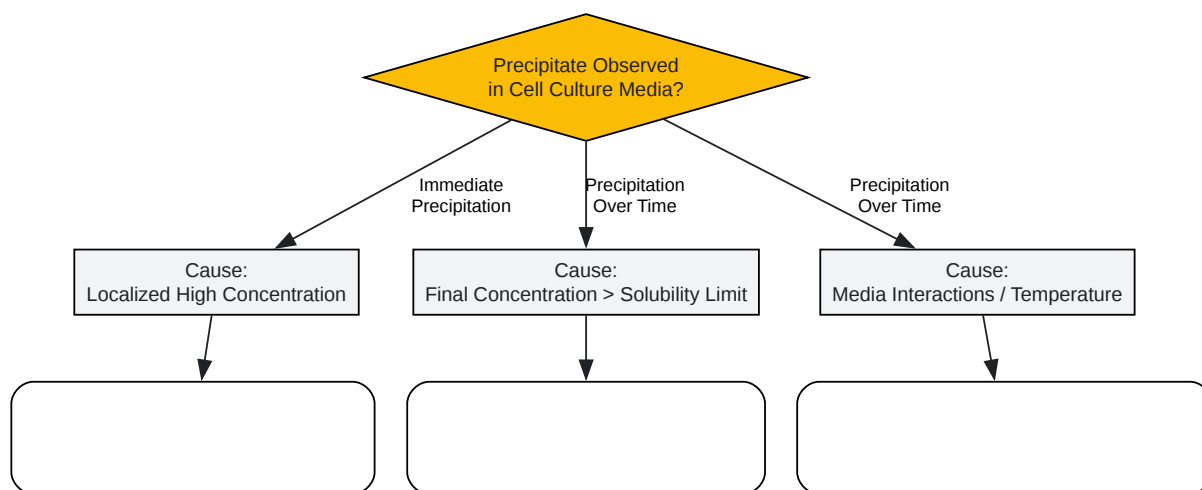 Precipitate Observed
in Cell Culture Media?
Immediate
Precipitation
Precipitation
Over Time
Precipitation
Over Time
Cause:
Localized High Concentration
Cause:
Final Concentration > Solubility Limit
Cause:
Media Interactions / Temperature